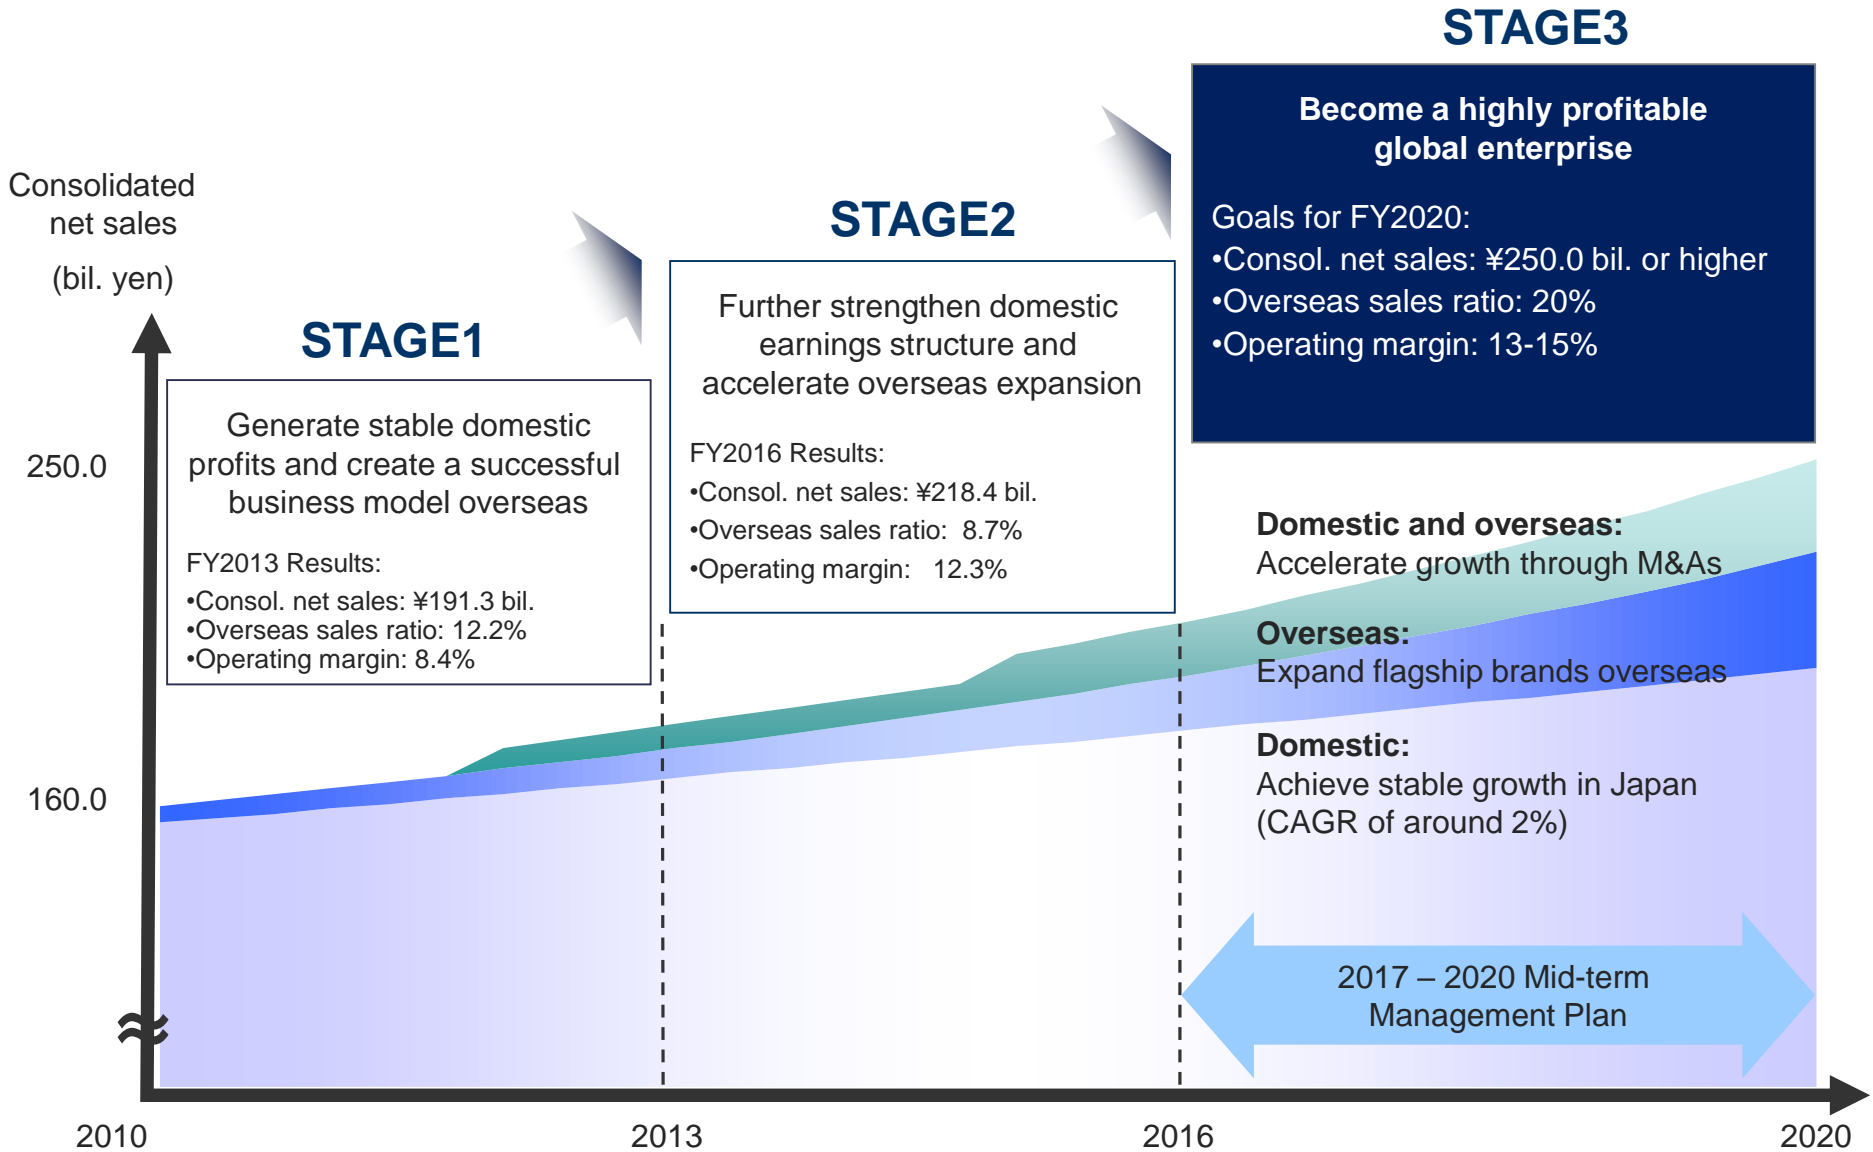 STAGE3
Become a highly profitable
global enterprise
Goals for FY2020:
•Consol. net sales: ¥250.0 bil. or higher
•Overseas sales ratio: 20%
•Operating margin: 13-15%
STAGE2
Further strengthen domestic
earnings structure and
accelerate overseas expansion
FY2016 Results:
•Consol. net sales: ¥218.4 bil.
•Overseas sales ratio: 8.7%
•Operating margin: 12.3%
Consolidated
net sales
(bil. yen)
STAGE1
Generate stable domestic
profits and create a successful
business model overseas
FY2013 Results:
•Consol. net sales: ¥191.3 bil.
•Overseas sales ratio: 12.2%
•Operating margin: 8.4%
250.0
160.0
Domestic and overseas:
Accelerate growth through M&As
Overseas:
Expand flagship brands overseas
Domestic:
Achieve stable growth in Japan
(CAGR of around 2%)
2017 – 2020 Mid-term
Management Plan
2010
2013
2016
2020